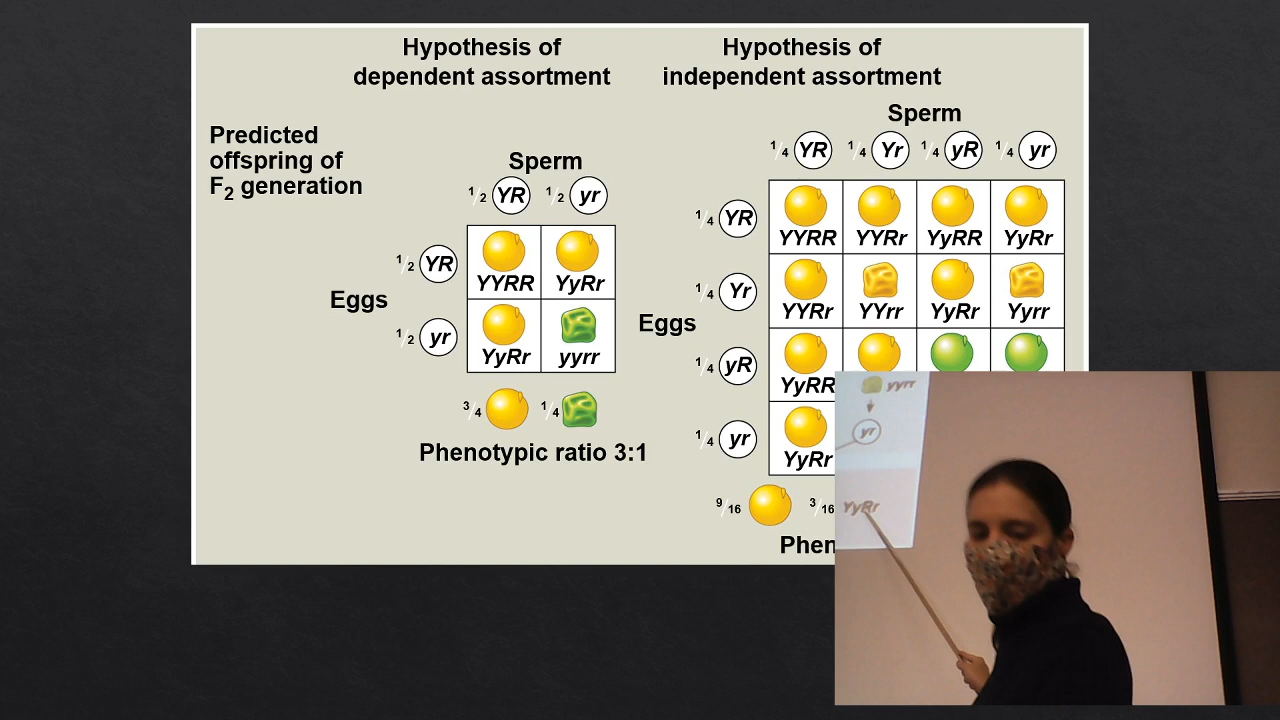 Hypothesis of
dependent assortment
Hypothesis of
independent assortment
Predicted
offspring of
F2 generation
Sperm
1/2 YR 1/2 yr
Eggs
1/2 YR
YYRR YyRr
1/2 yr
YyRr yyrr
3/4 1/4
Phenotypic ratio 3:1
Sperm
1/4 YR 1/4 Yr 1/4 yR 1/4 yr
Eggs
1/4 YR
YYRR YYRr YyRR YyRr
1/4 Yr
YYRr YYrr YyRr Yyrr
1/4 yR
YyRR
1/4 yr
YyRr
9/16 3/16
Phen
yyrr
yr
YyRr